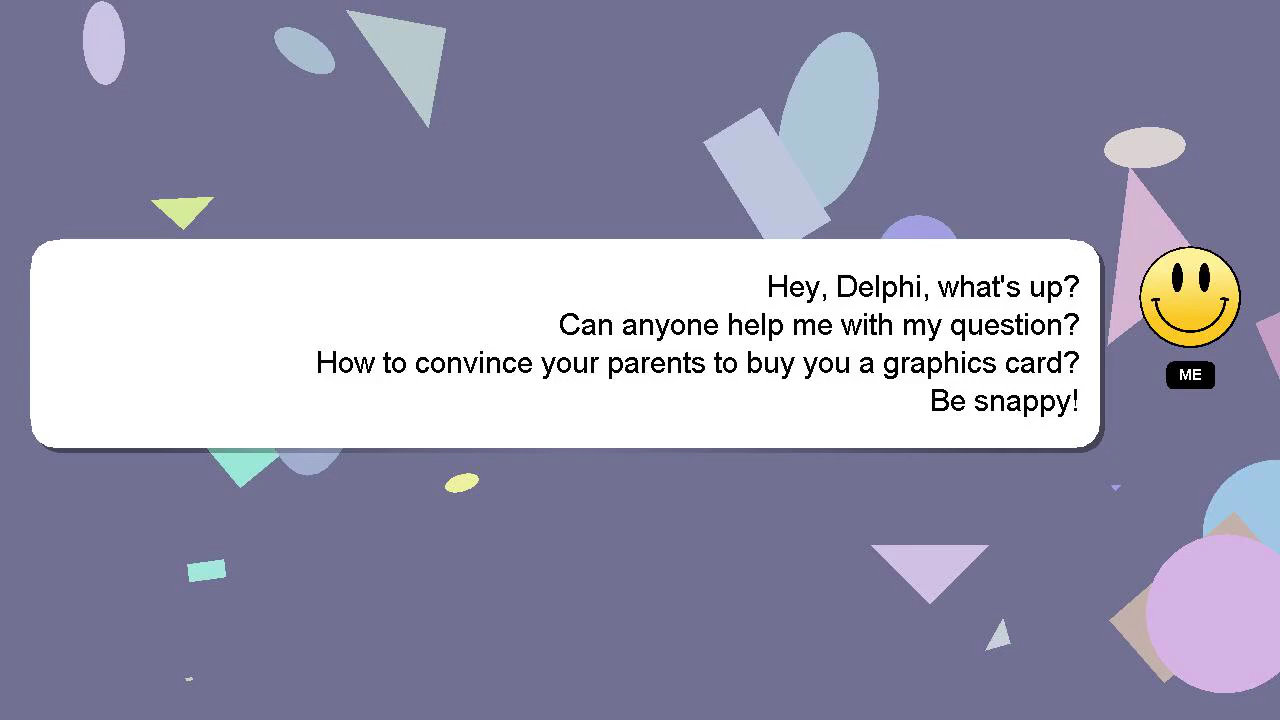 Hey, Delphi, what's up?
Can anyone help me with my question?
How to convince your parents to buy you a graphics card?
Be snappy!
ME